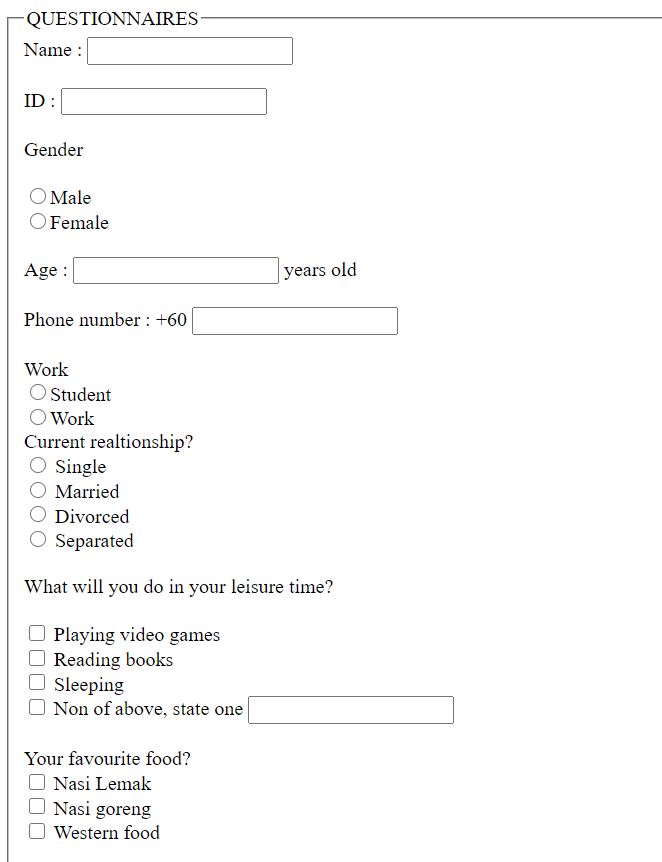 QUESTIONNAIRES
Name :
ID :
Gender
Male
Female
Age : years old
Phone number : +60
Work
Student
Work
Current realtionship?
Single
Married
Divorced
Separated
What will you do in your leisure time?
Playing video games
Reading books
Sleeping
Non of above, state one
Your favourite food?
Nasi Lemak
Nasi goreng
Western food